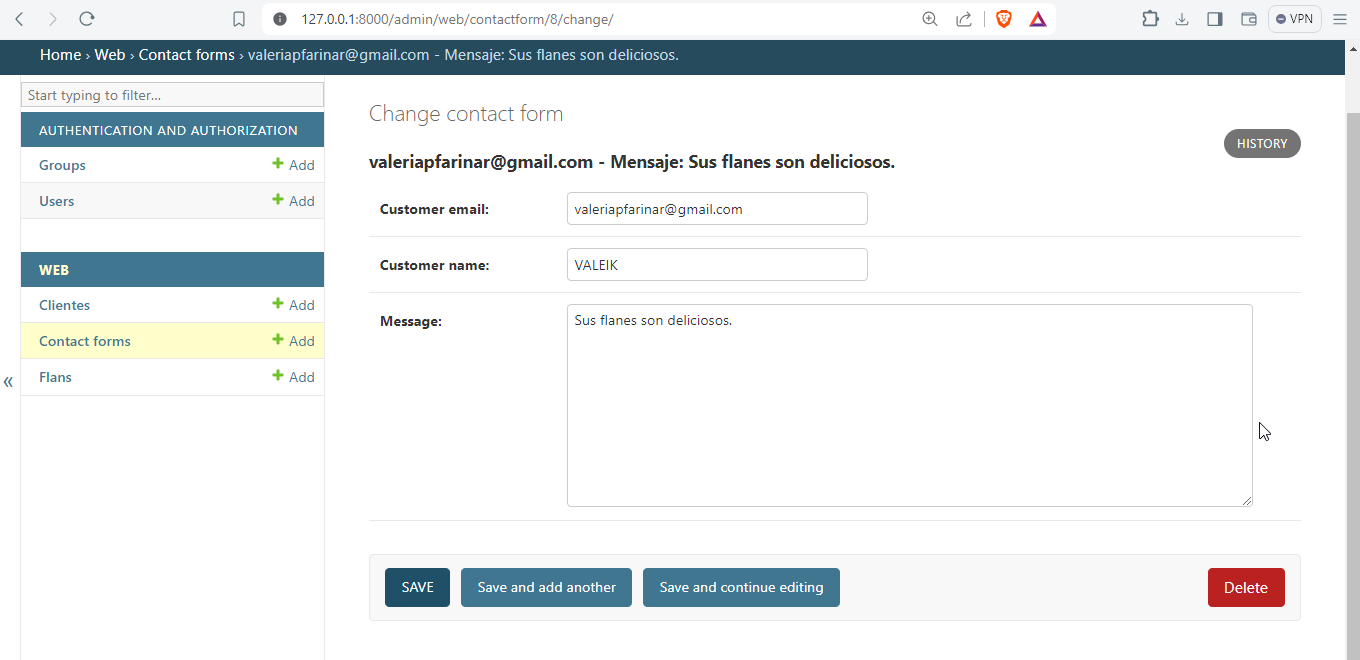 127.0.0.1:8000/admin/web/contactform/8/change/
VPN
Home › Web › Contact forms › valeriapfarinar@gmail.com - Mensaje: Sus flanes son deliciosos.
Start typing to filter...
AUTHENTICATION AND AUTHORIZATION
Groups + Add
Users + Add
WEB
Clientes + Add
Contact forms + Add
Flans + Add
«
Change contact form
HISTORY
valeriapfarinar@gmail.com - Mensaje: Sus flanes son deliciosos.
Customer email: valeriapfarinar@gmail.com
Customer name: VALEIK
Message: Sus flanes son deliciosos.
SAVE Save and add another Save and continue editing Delete